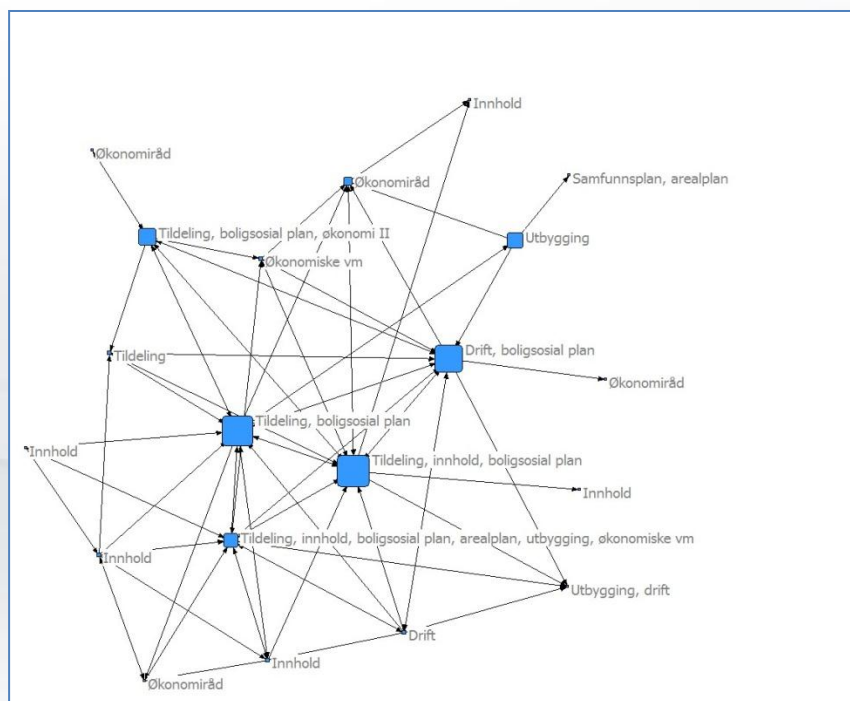 Innhold
Økonomiråd
Samfunnsplan, arealplan
Økonomiråd
Tildeling, boligsosial plan, økonomi II
Utbygging
Økonomiske vm
Drift, boligsosial plan
Tildeling
Økonomiråd
Tildeling, boligsosial plan
Innhold
Tildeling, innhold, boligsosial plan
Innhold
Tildeling, innhold, boligsosial plan, arealplan, utbygging, økonomiske vm
Innhold
Utbygging, drift
Drift
Innhold
Økonomiråd